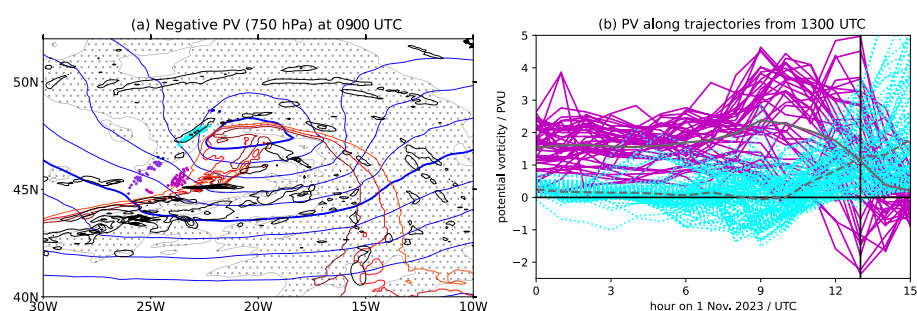 (a) Negative PV (750 hPa) at 0900 UTC
50N
45N
40N
30W
25W
20W
15W
10W
(b) PV along trajectories from 1300 UTC
potential vorticity / PVU
5
4
3
2
1
0
−1
−2
0
3
6
9
12
15
hour on 1 Nov. 2023 / UTC